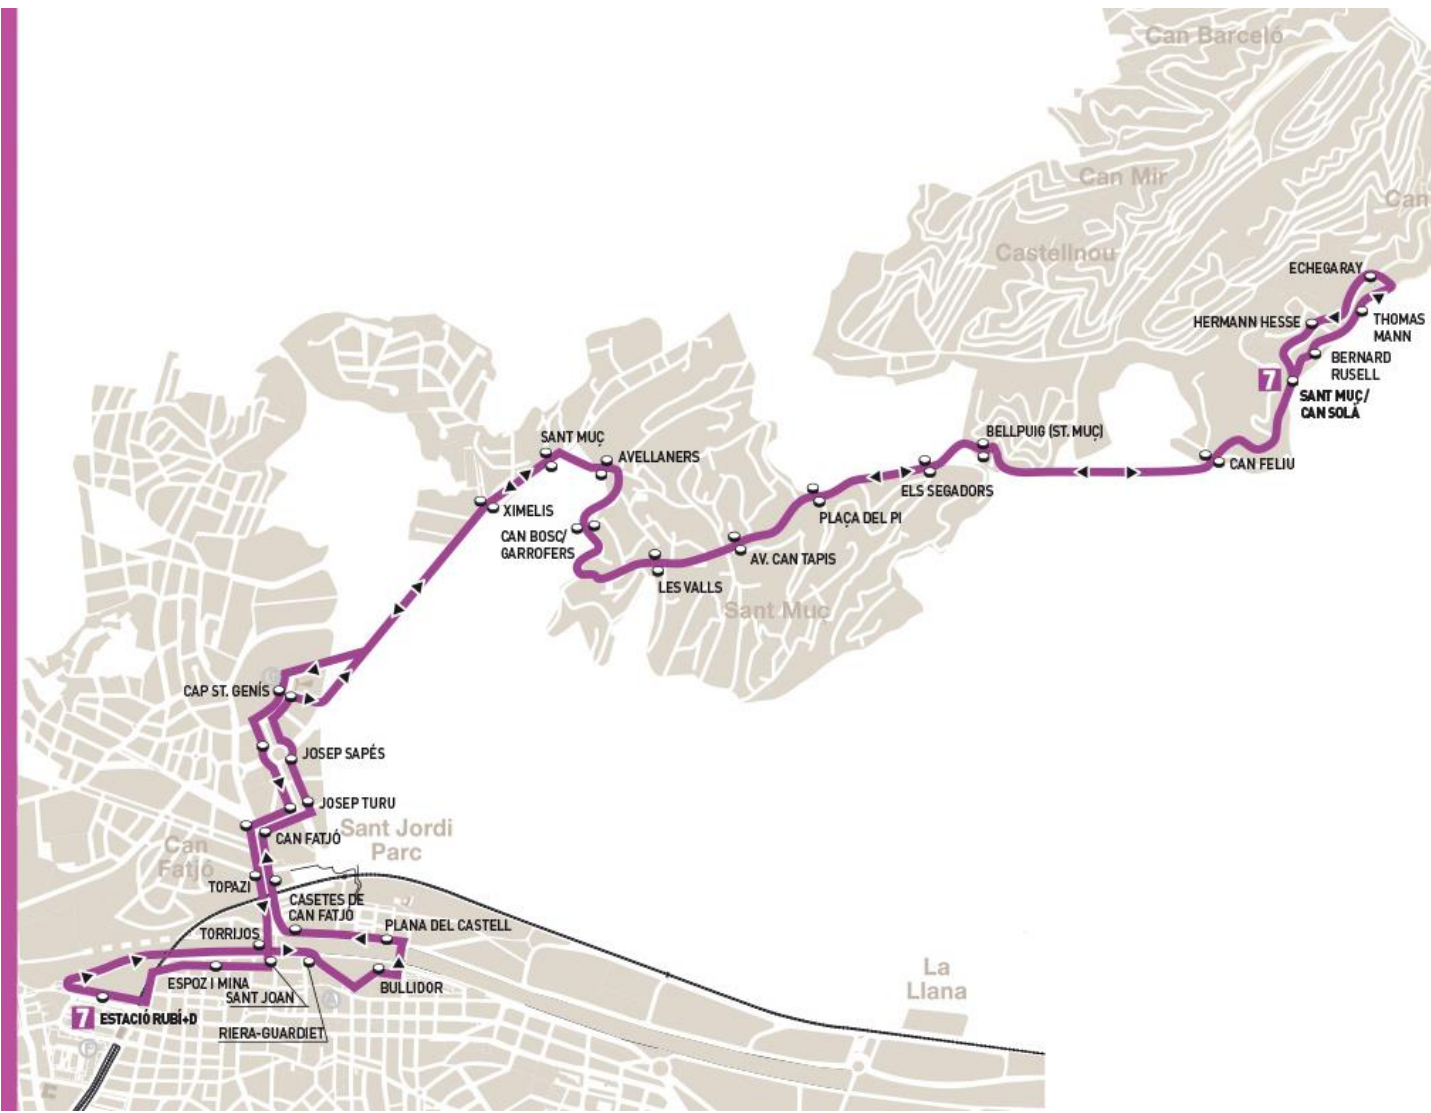 Can Barceló
Can Mir
Can
Castellnou
ECHEGARAY
HERMANN HESSE
THOMAS
MANN
BERNARD
RUSELL
7
SANT MUÇ /
CAN SOLÀ
BELLPUIG (ST. MUÇ)
CAN FELIU
SANT MUÇ
AVELLANERS
ELS SEGADORS
XIMELIS
PLAÇA DEL PI
CAN BOSC/
GARROFERS
AV. CAN TAPIS
LES VALLS
Sant Muç
CAP ST. GENÍS
JOSEP SAPÉS
JOSEP TURU
Sant Jordi
Parc
CAN FATJÓ
Can
Fatjó
TOPAZI
CASETES DE
CAN FATJÓ
PLANA DEL CASTELL
TORRIJOS
ESPOZ I MINA
SANT JOAN
BULLIDOR
La
Llana
7
ESTACIÓ RUBÍ+D
RIERA-GUARDIET